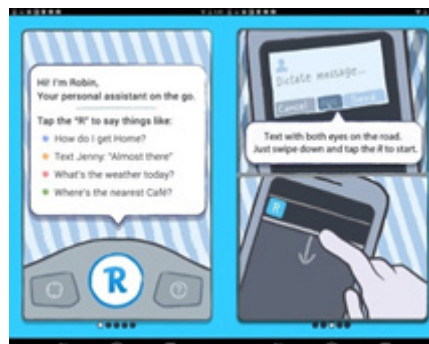 Hi! I'm Robin,
Your personal assistant on the go.
Tap the "R" to say things like:
How do I get Home?
Text Jenny: "Almost there"
What's the weather today?
Where's the nearest Café?
R
?
Dictate message...
Cancel
Send
Text with both eyes on the road.
Just swipe down and tap the R to start.
R